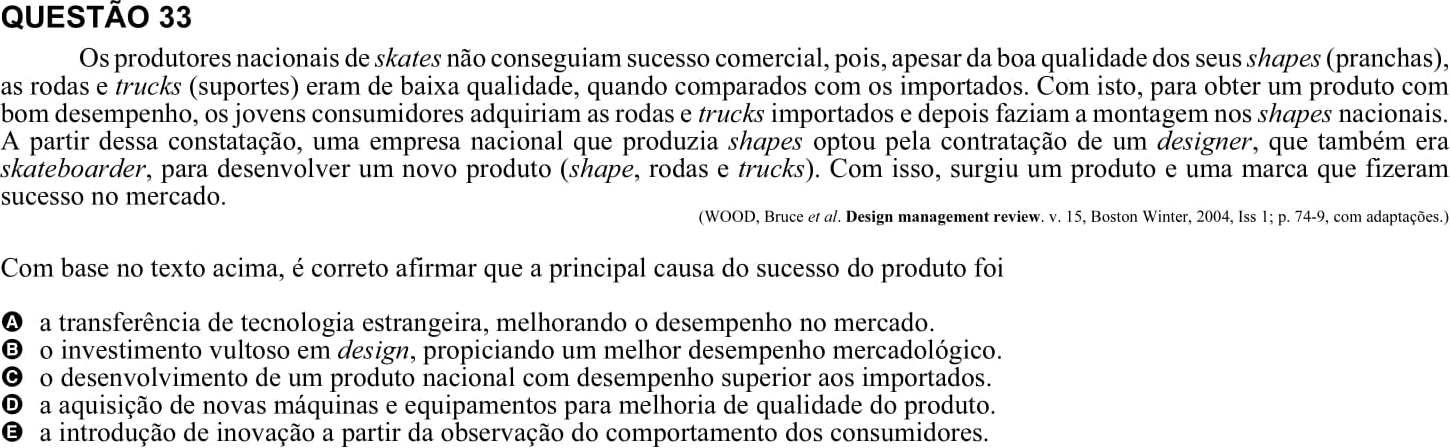 QUESTÃO 33
Os produtores nacionais de skates não conseguiam sucesso comercial, pois, apesar da boa qualidade dos seus shapes (pranchas),
as rodas e trucks (suportes) eram de baixa qualidade, quando comparados com os importados. Com isto, para obter um produto com
bom desempenho, os jovens consumidores adquiriam as rodas e trucks importados e depois faziam a montagem nos shapes nacionais.
A partir dessa constatação, uma empresa nacional que produzia shapes optou pela contratação de um designer, que também era
skateboarder, para desenvolver um novo produto (shape, rodas e trucks). Com isso, surgiu um produto e uma marca que fizeram
sucesso no mercado.
(WOOD, Bruce et al. Design management review. v. 15, Boston Winter, 2004, Iss 1; p. 74-9, com adaptações.)
Com base no texto acima, é correto afirmar que a principal causa do sucesso do produto foi
A a transferência de tecnologia estrangeira, melhorando o desempenho no mercado.
B o investimento vultoso em design, propiciando um melhor desempenho mercadológico.
C o desenvolvimento de um produto nacional com desempenho superior aos importados.
D a aquisição de novas máquinas e equipamentos para melhoria de qualidade do produto.
E a introdução de inovação a partir da observação do comportamento dos consumidores.